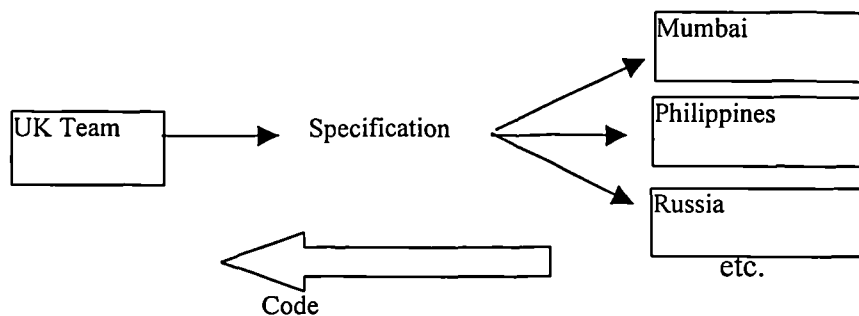 Mumbai
UK Team
Specification
Philippines
Russia
etc.
Code